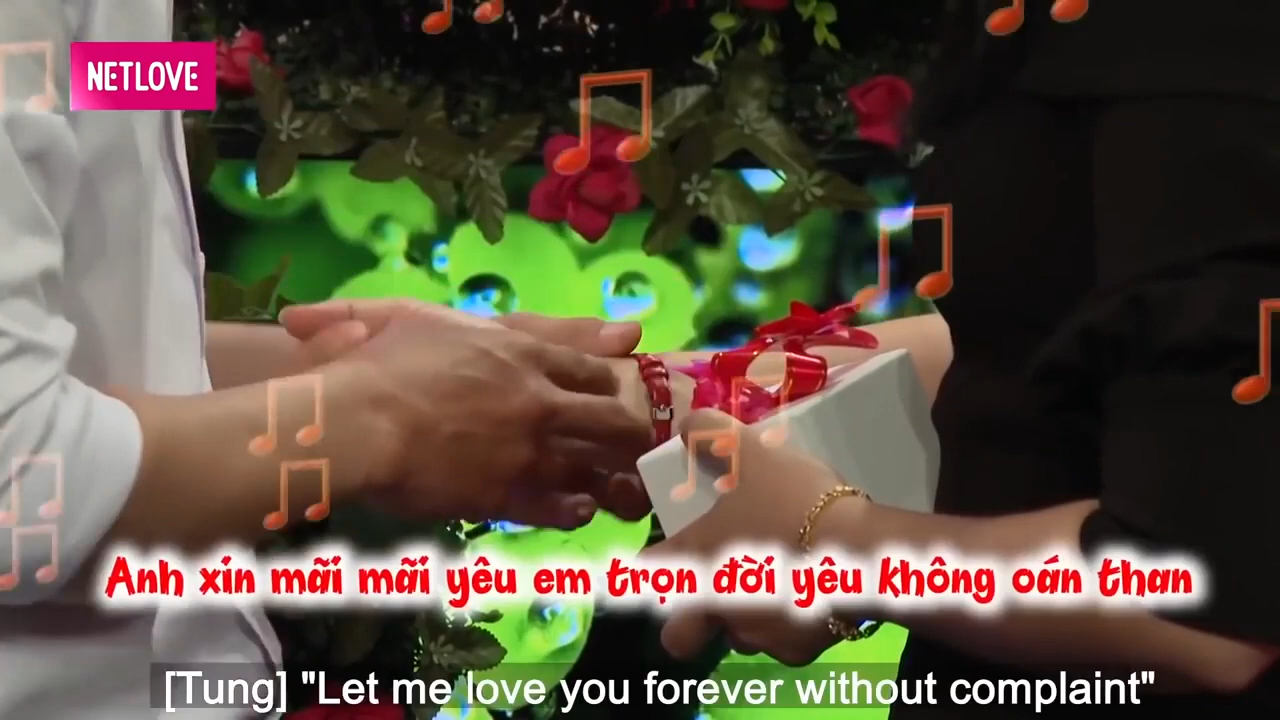 NETLOVE
Anh xin mãi mãi yêu em trọn đời yêu không oán than
[Tung] "Let me love you forever without complaint"